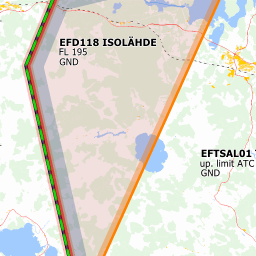 EFD118 ISOLÄHDE
FL 195
GND
EFTSAL01
up. limit ATC
GND